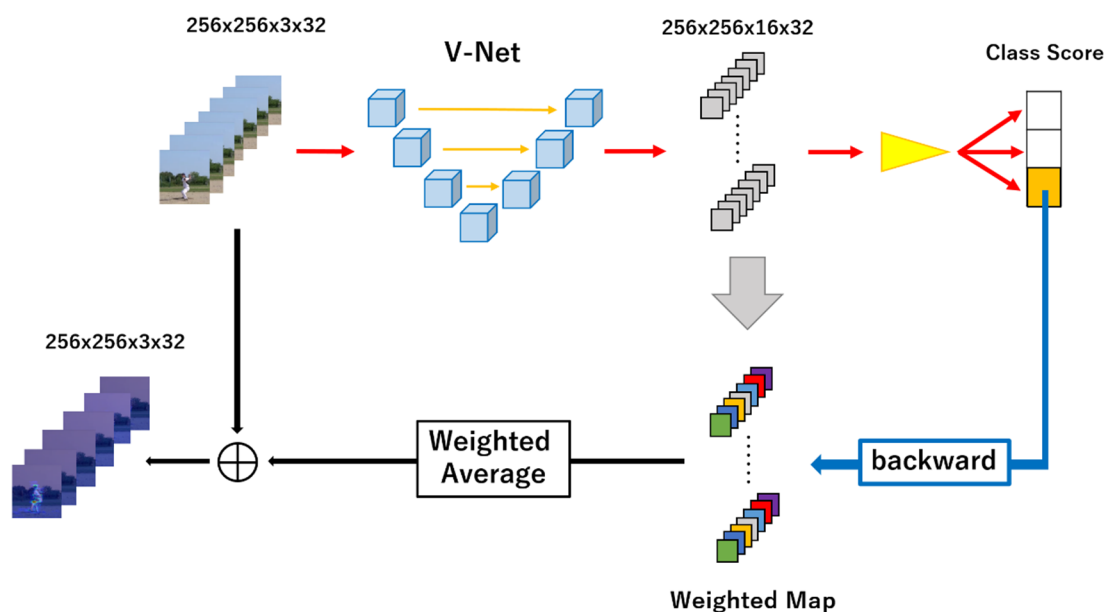 256x256x3x32
V-Net
256x256x16x32
Class Score
256x256x3x32
Weighted
Average
backward
Weighted Map